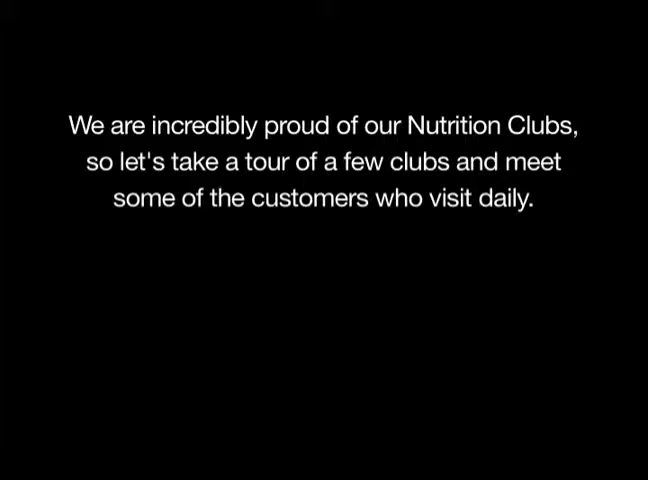 We are incredibly proud of our Nutrition Clubs,
so let's take a tour of a few clubs and meet
some of the customers who visit daily.